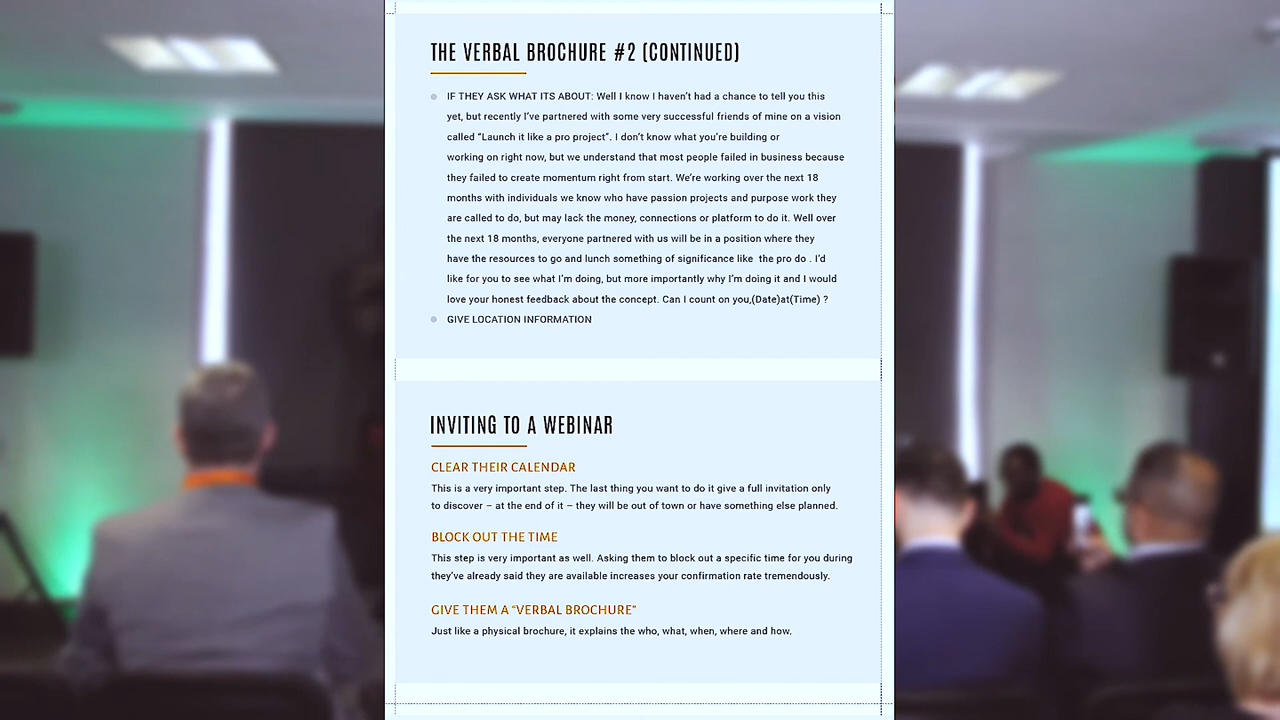 THE VERBAL BROCHURE #2 (CONTINUED)
IF THEY ASK WHAT ITS ABOUT: Well I know I haven't had a chance to tell you this
yet, but recently I've partnered with some very successful friends of mine on a vision
called “Launch it like a pro project”. I don't know what you're building or
working on right now, but we understand that most people failed in business because
they failed to create momentum right from start. We're working over the next 18
months with individuals we know who have passion projects and purpose work they
are called to do, but may lack the money, connections or platform to do it. Well over
the next 18 months, everyone partnered with us will be in a position where they
have the resources to go and lunch something of significance like the pro do . I'd
like for you to see what I'm doing, but more importantly why I'm doing it and I would
love your honest feedback about the concept. Can I count on you,(Date)at(Time) ?
GIVE LOCATION INFORMATION
INVITING TO A WEBINAR
CLEAR THEIR CALENDAR
This is a very important step. The last thing you want to do it give a full invitation only
to discover – at the end of it – they will be out of town or have something else planned.
BLOCK OUT THE TIME
This step is very important as well. Asking them to block out a specific time for you during
they've already said they are available increases your confirmation rate tremendously.
GIVE THEM A “VERBAL BROCHURE”
Just like a physical brochure, it explains the who, what, when, where and how.